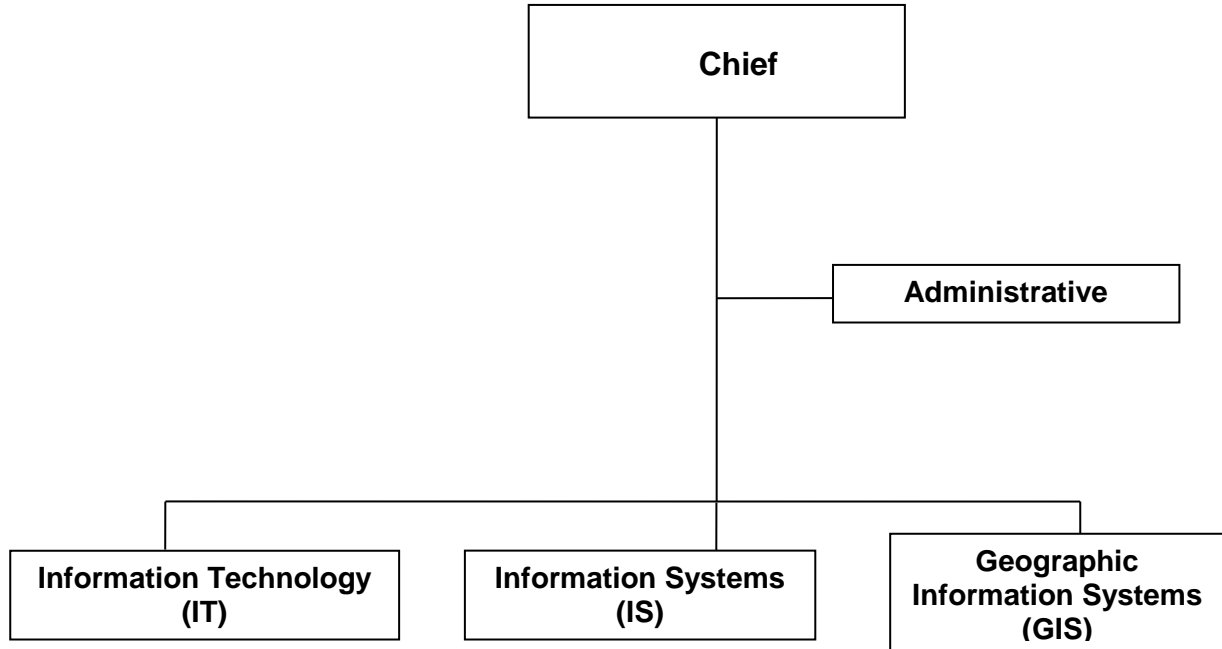 Chief
Administrative
Information Technology
(IT)
Information Systems
(IS)
Geographic
Information Systems
(GIS)